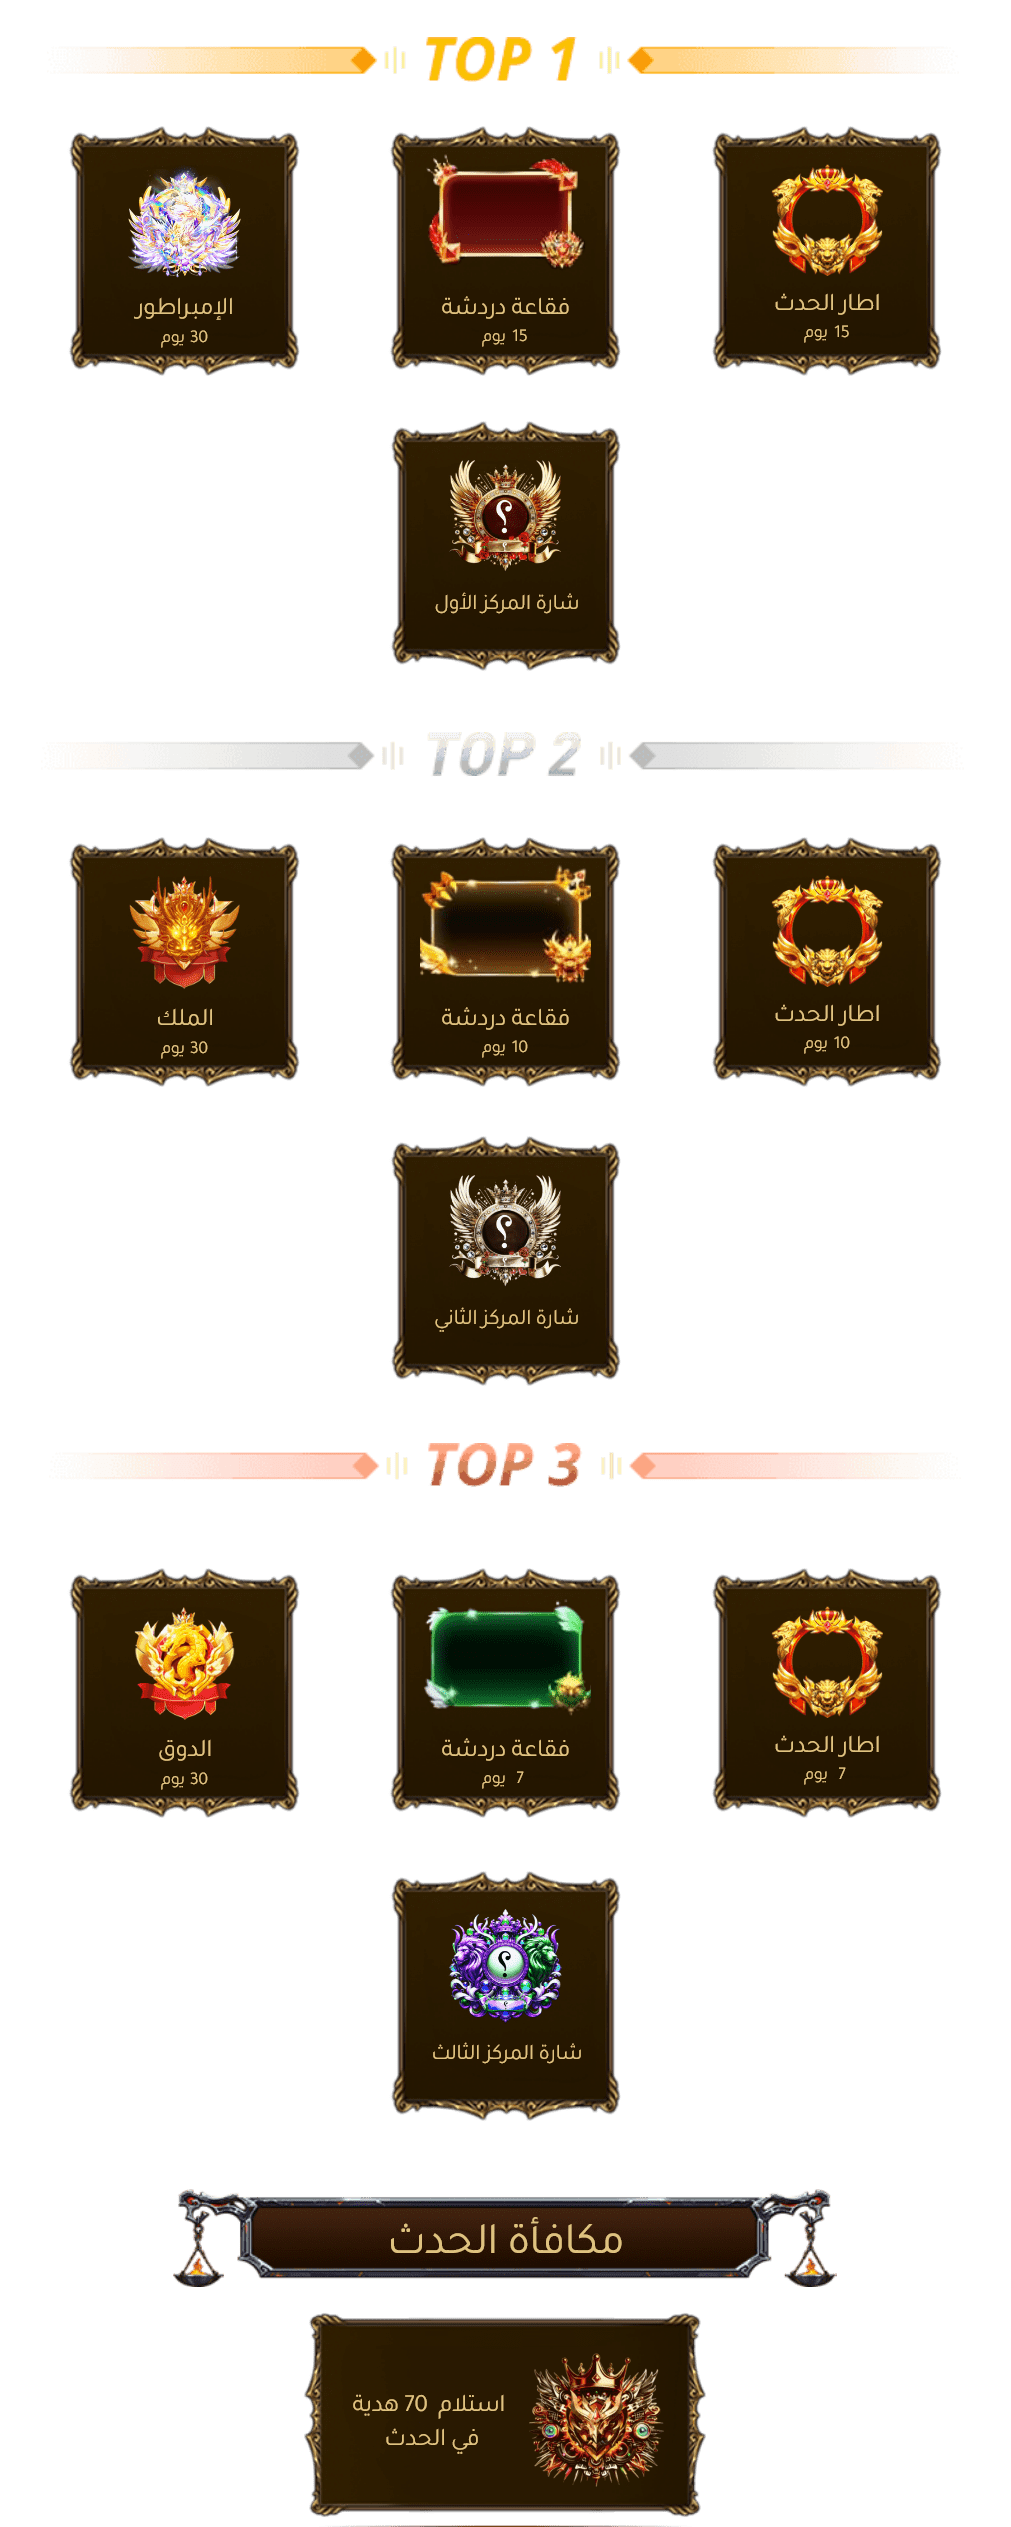 TOP 1
اطار الحدث
15 يوم
فقاعة دردشة
15 يوم
الإمبراطور
30 يوم
؟
شارة المركز الأول
TOP 2
اطار الحدث
10 يوم
فقاعة دردشة
10 يوم
الملك
30 يوم
؟
شارة المركز الثاني
TOP 3
اطار الحدث
7 يوم
فقاعة دردشة
7 يوم
الدوق
30 يوم
؟
شارة المركز الثالث
مكافأة الحدث
استلام 70 هدية
في الحدث